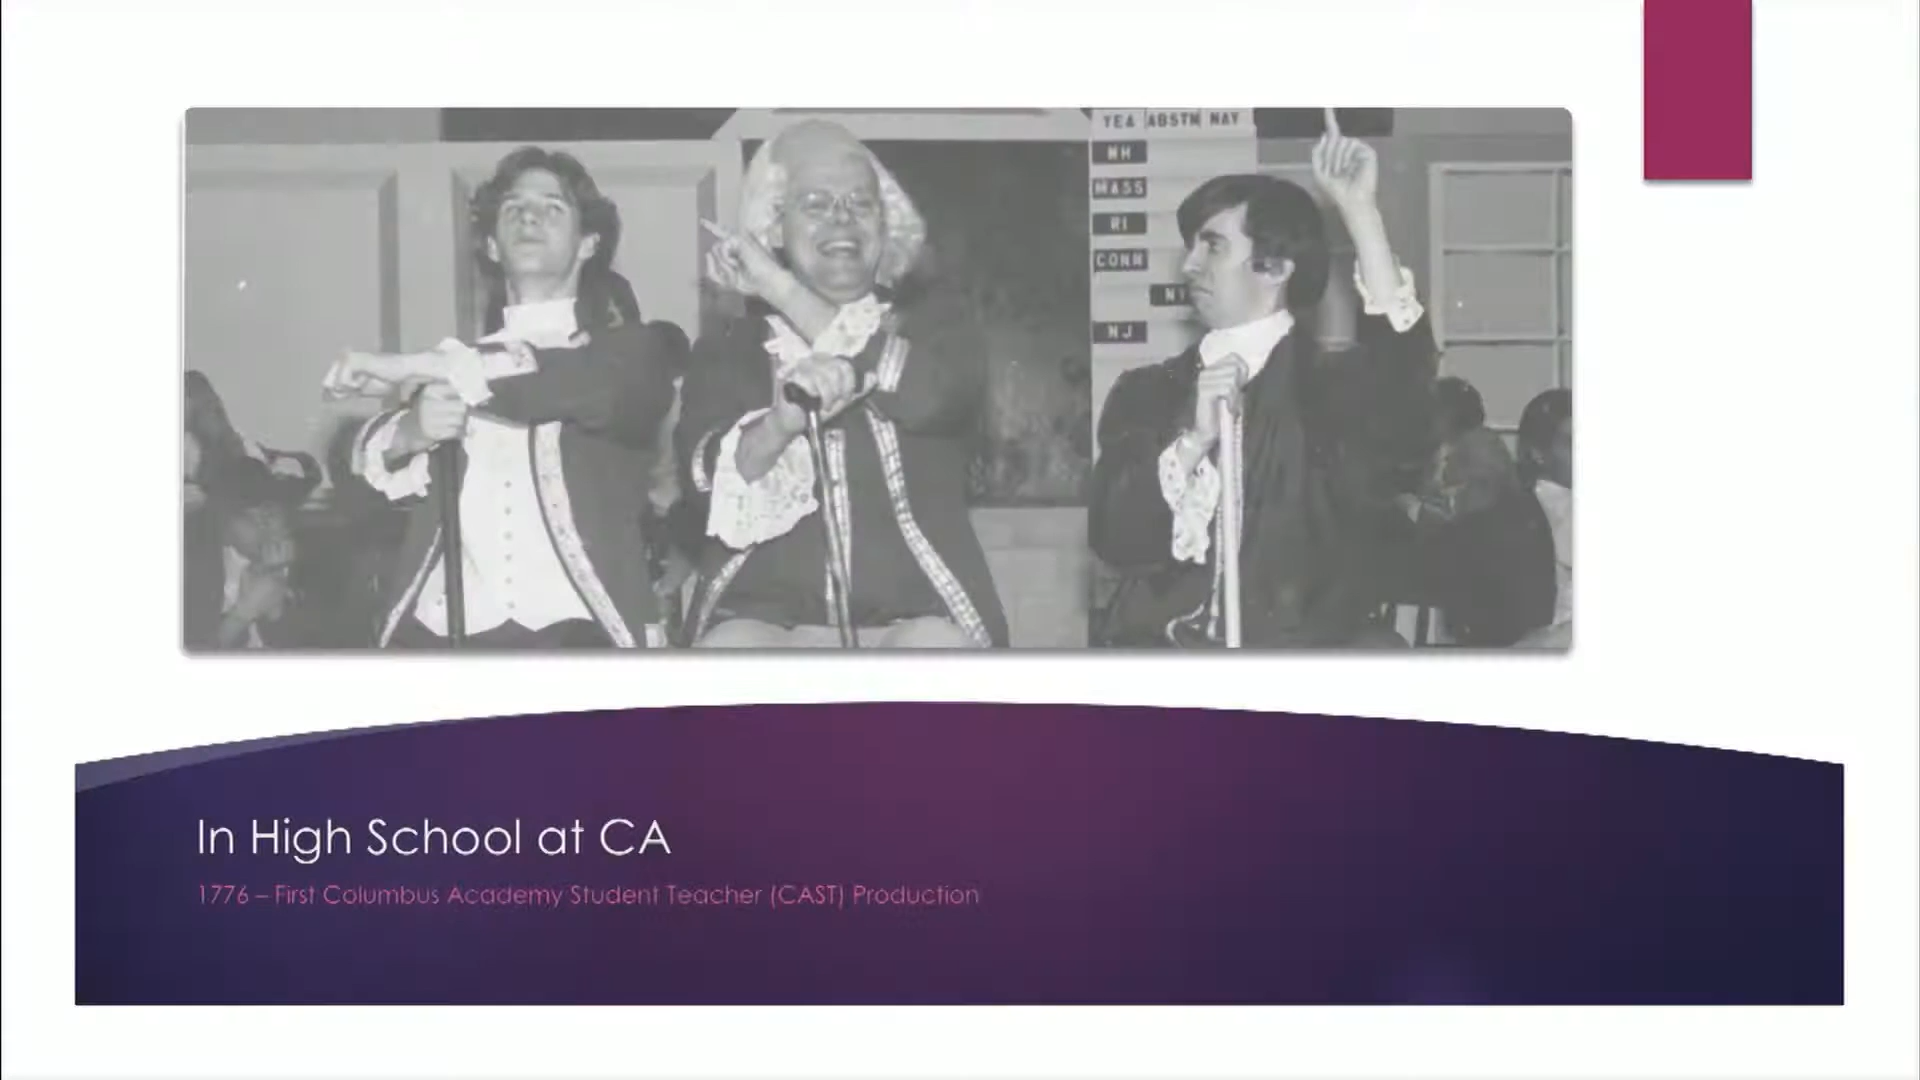 YEA ABSTN NAY
NH
MASS
RI
CONN
NJ
In High School at CA
1776 – First Columbus Academy Student Teacher (CAST) Production